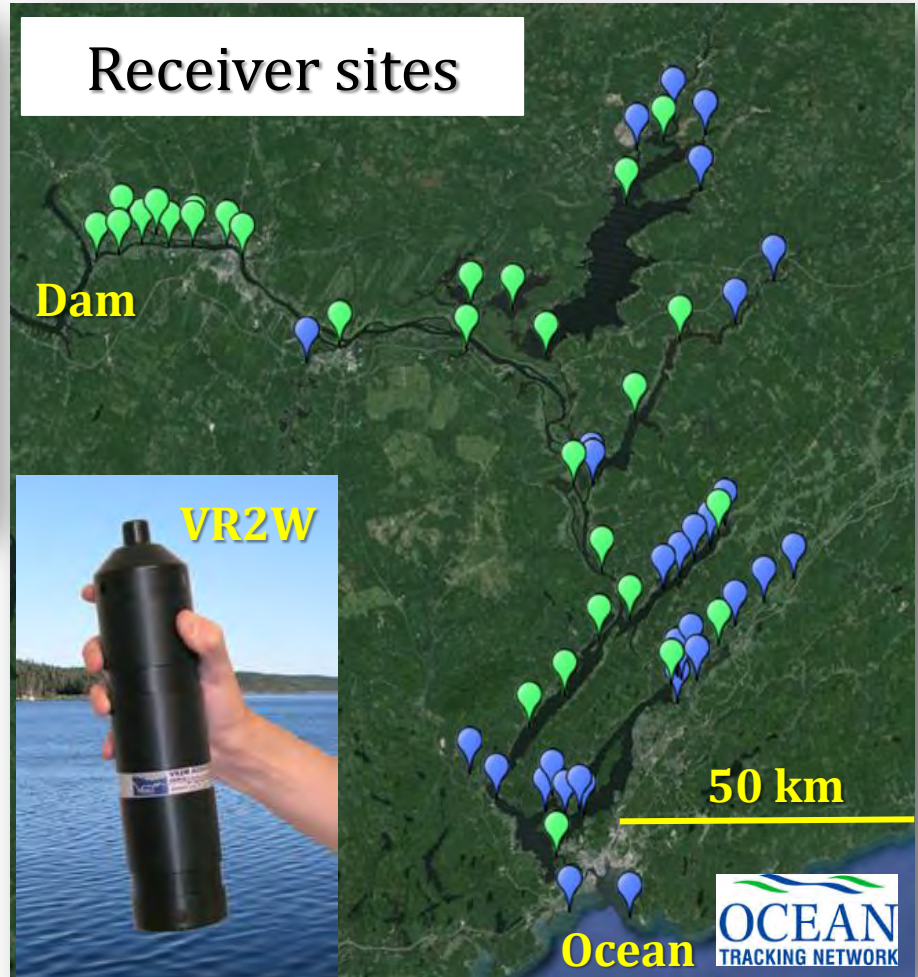 Receiver sites
Dam
VR2W
50 km
Ocean
OCEAN
TRACKING NETWORK